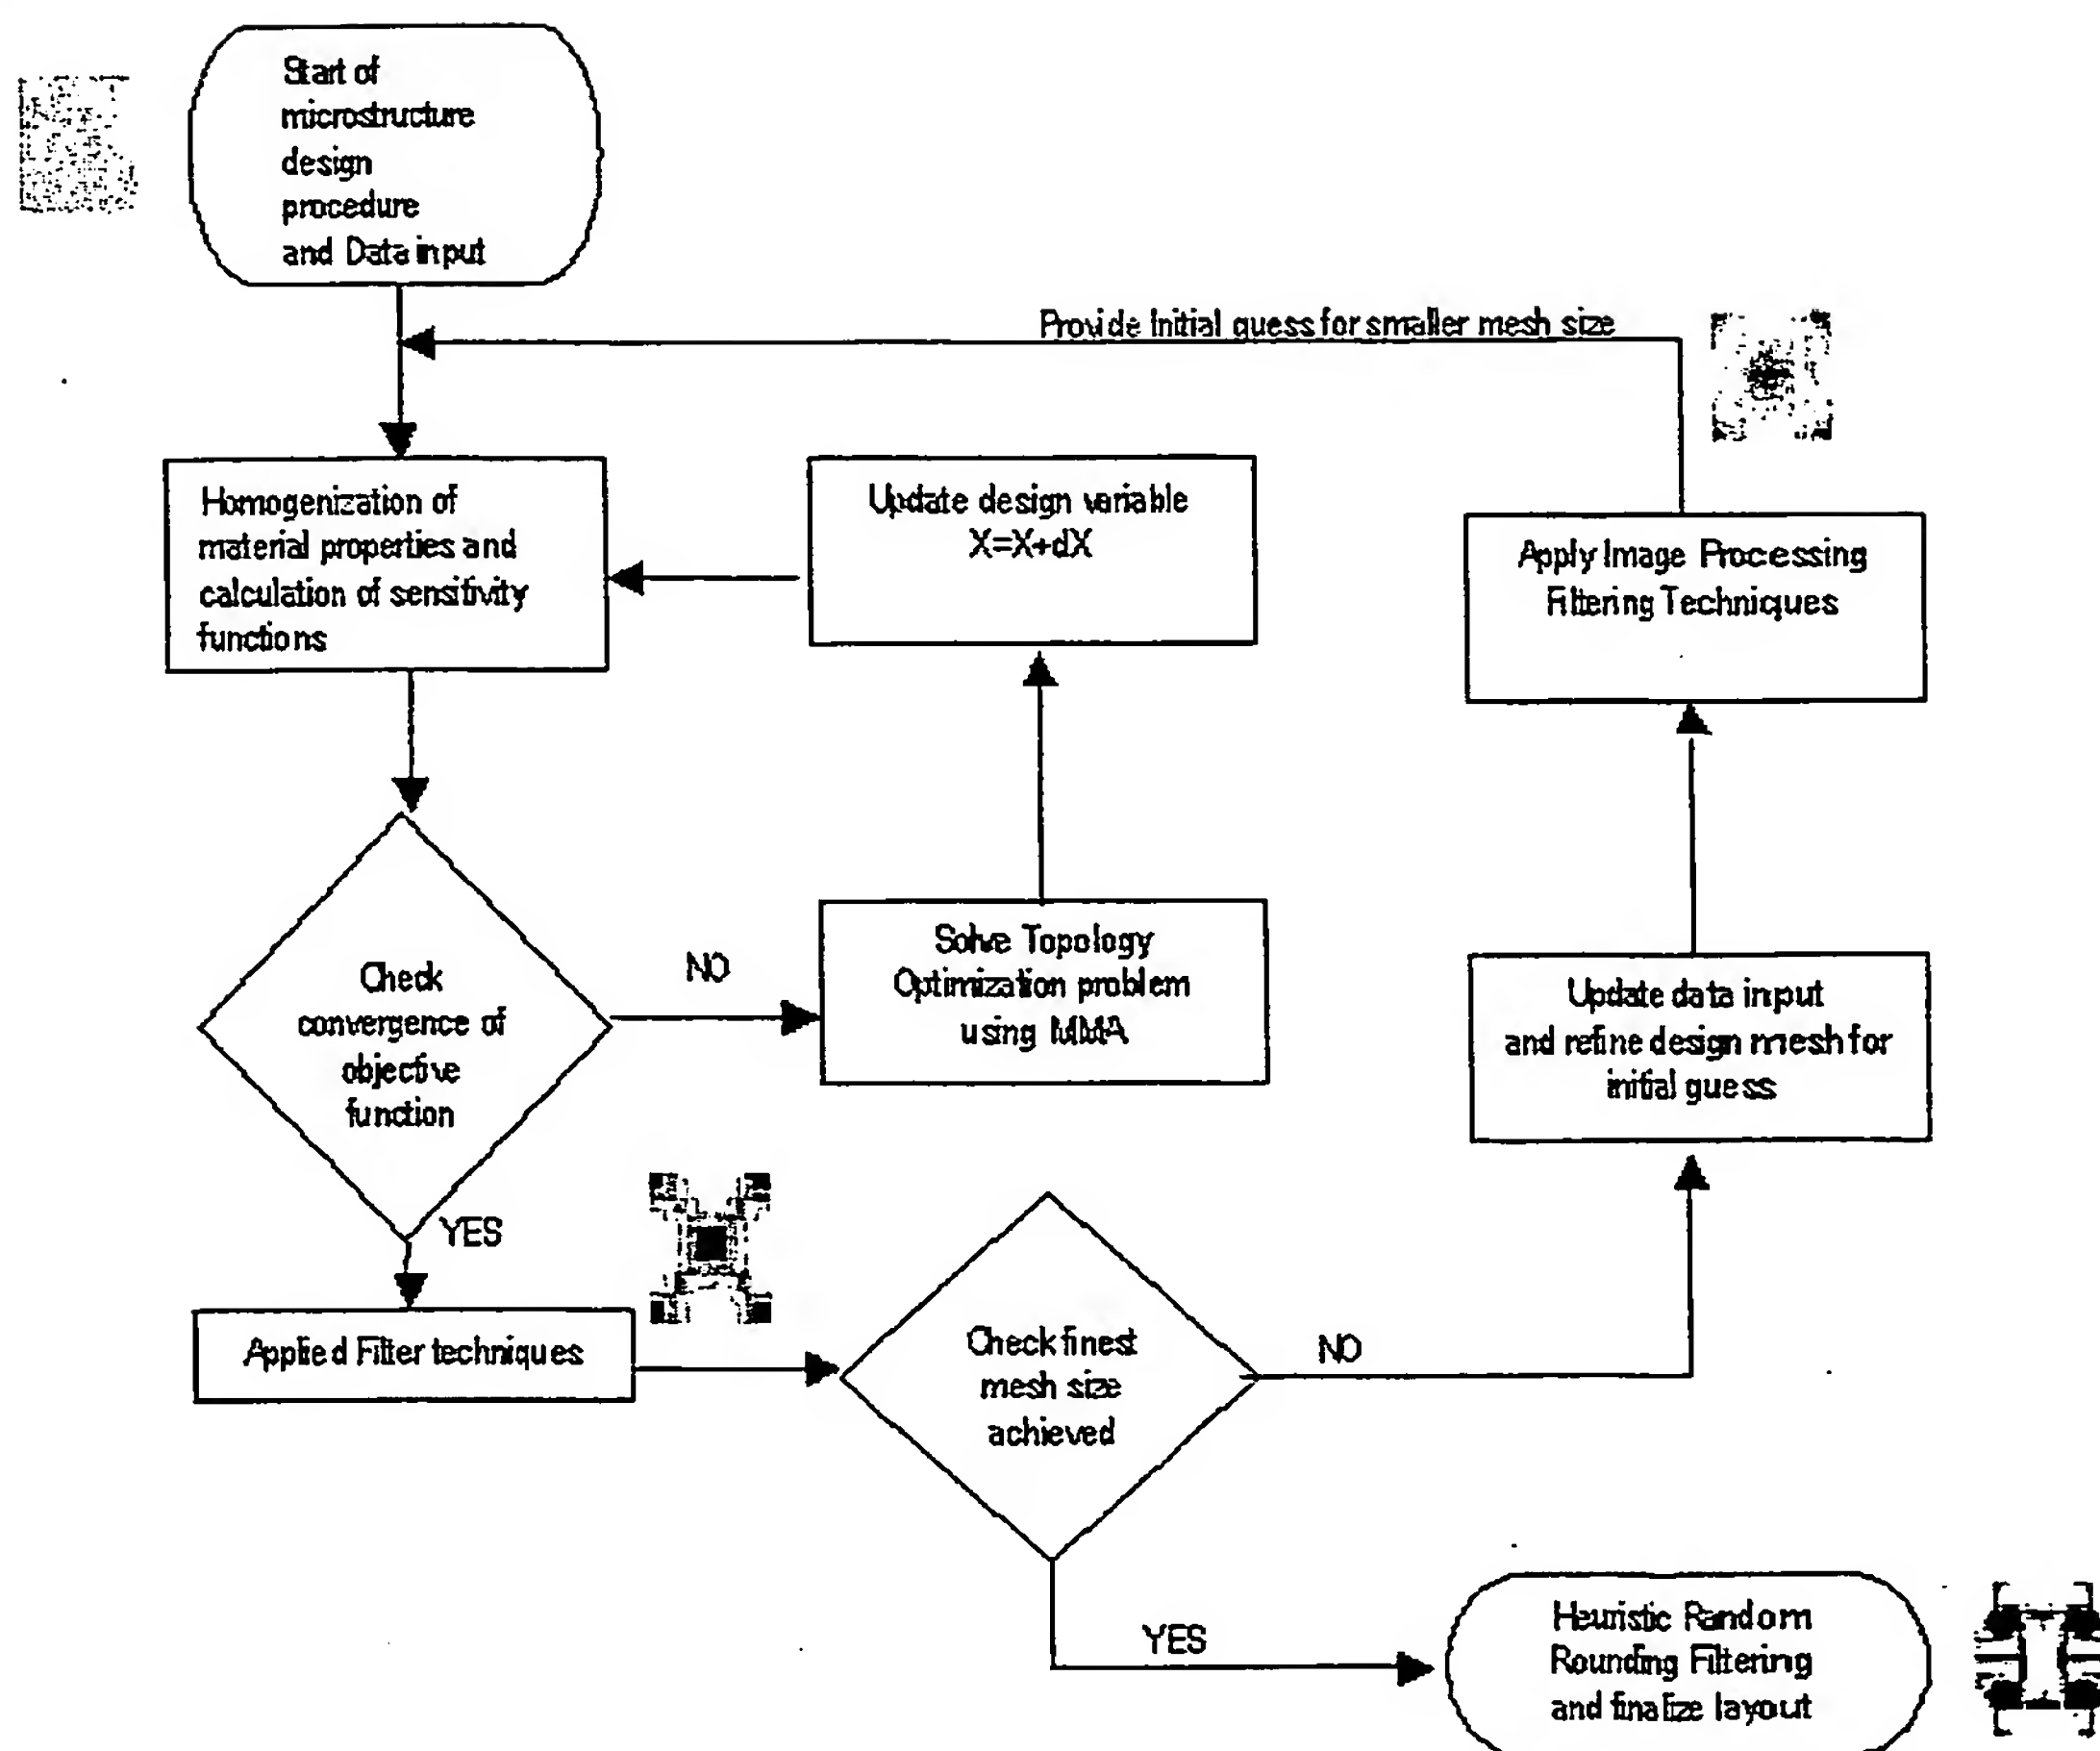 Start of
microstructure
design
procedure
and Data input
Provide Initial guess for smaller mesh size
Homogenization of
material properties and
calculation of sensitivity
functions
Update design variable
X=X+dX
Apply Image Processing
Filtering Techniques
Check
convergence of
objective
function
NO
Solve Topology
Optimization problem
using MMA
Update data input
and refine design mesh for
initial guess
YES
Applied Filter techniques
Check finest
mesh size
achieved
NO
YES
Heuristic Random
Rounding Filtering
and finalize layout